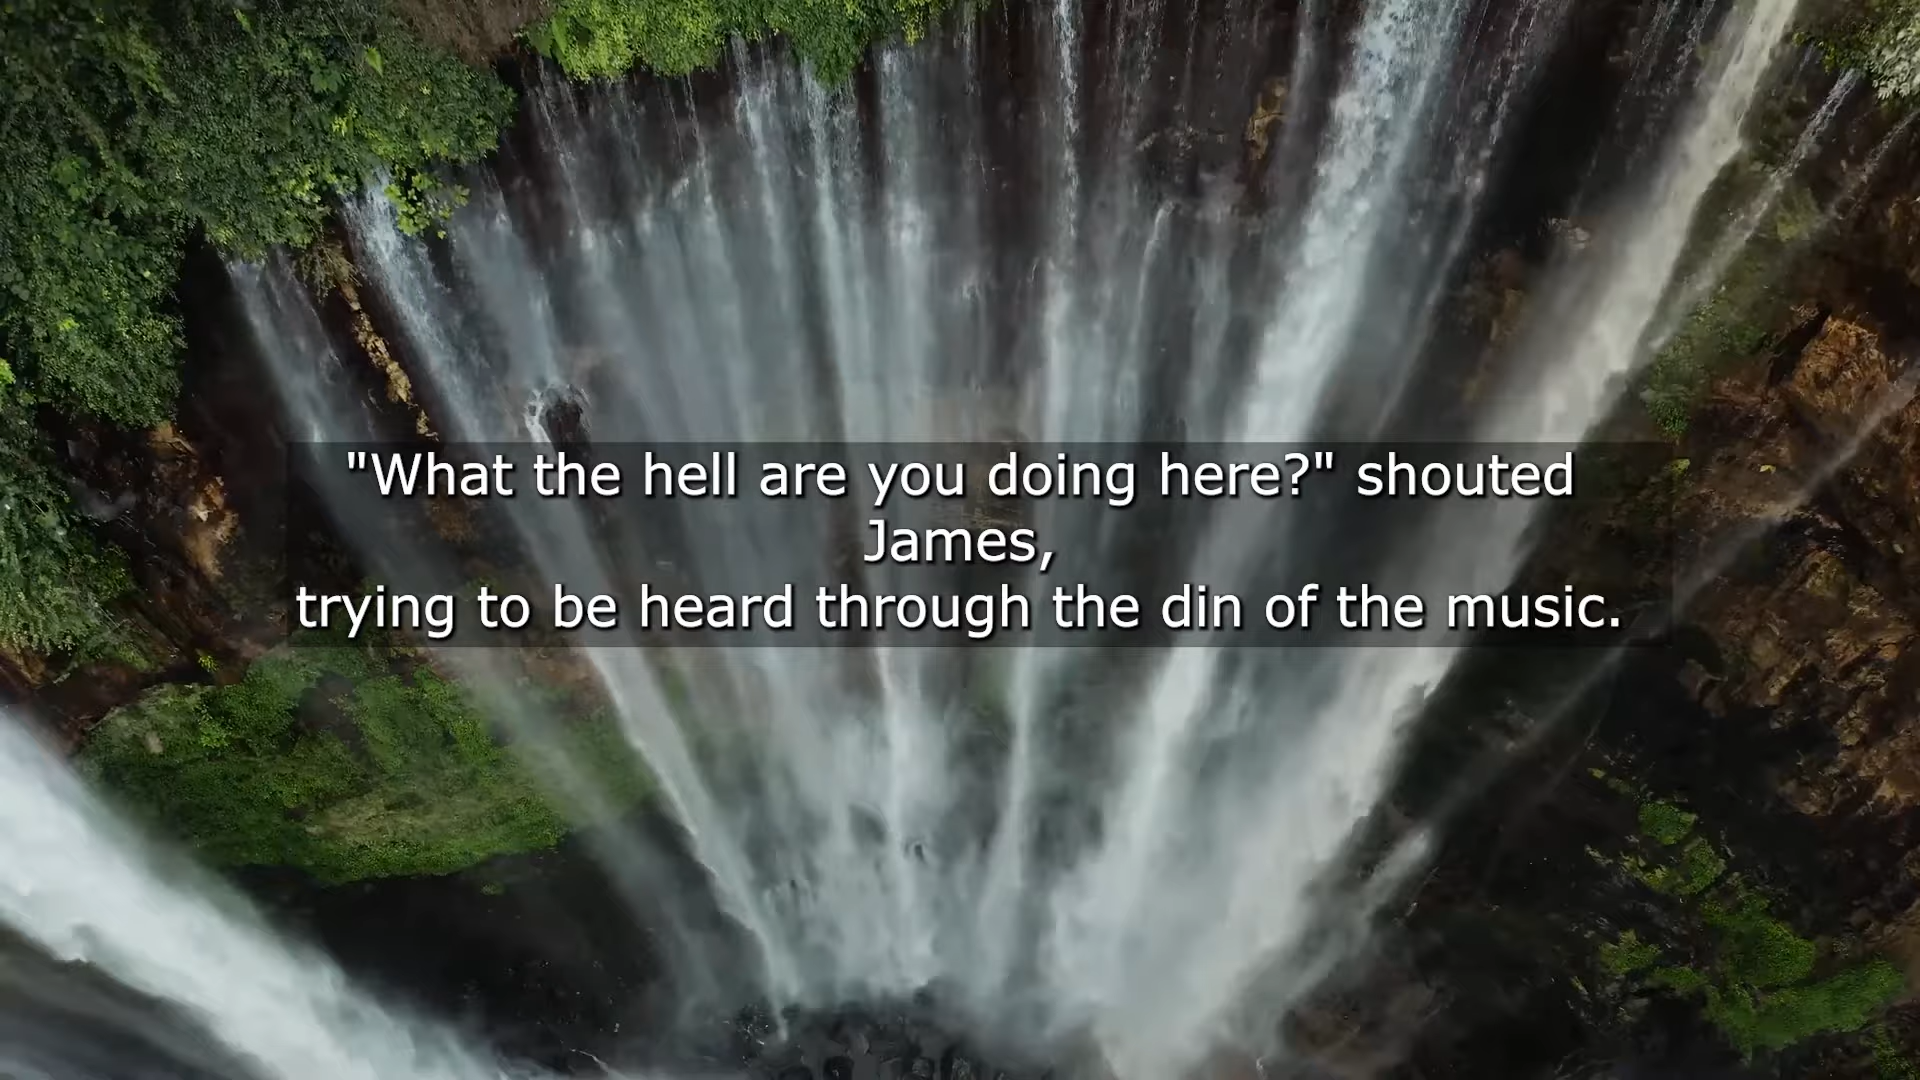 "What the hell are you doing here?" shouted
James,
trying to be heard through the din of the music.